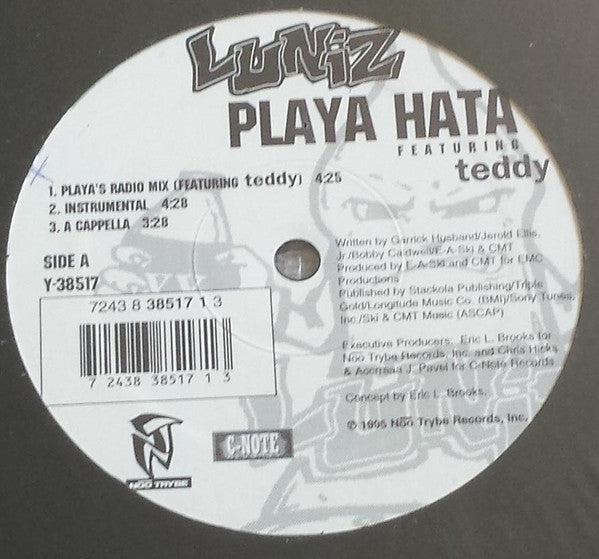 LUNiZ
PLAYA HATA
FEATURING
teddy
1. PLAYA'S RADIO MIX (FEATURING teddy) 4:25
2. INSTRUMENTAL 4:28
3. A CAPPELLA 3:28
SIDE A
Y-38517
7243 8 38517 1 3
7 2438 38517 1 3
Written by Garrick Husband/Jerold Ellis,
Jr/Bobby Caldwell/E-A-Ski & CMT
Produced by E-A-Ski and CMT for EMC
Productions
Published by Stackola Publishing/Triple
Gold/Longitude Music Co. (BMI)/Sony Tunes,
Inc./Ski & CMT Music (ASCAP)
Executive Producers: Eric L. Brooks for
Noo Trybe Records, Inc. and Chris Hicks
& J. Pavel for C-Note Records.
Concept by Eric L. Brooks.
℗ 1995 Noo Trybe Records, Inc.
NT
NOO TRYBE
C-NOTE